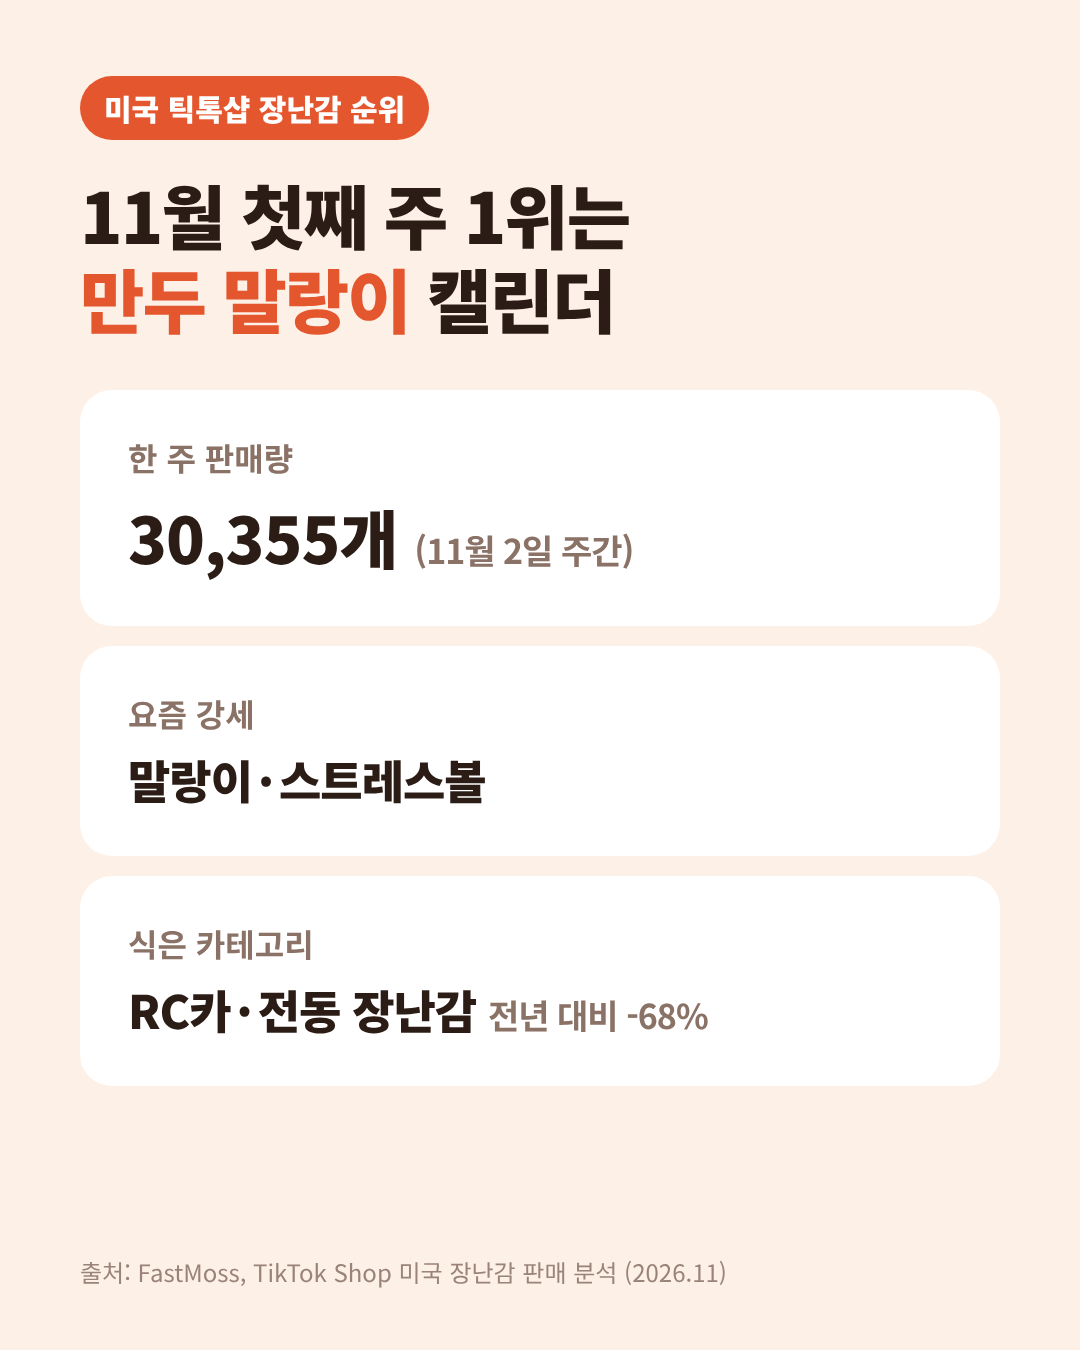 미국 틱톡샵 장난감 순위
11월 첫째 주 1위는
만두 말랑이 캘린더
한 주 판매량
30,355개 (11월 2일 주간)
요즘 강세
말랑이·스트레스볼
식은 카테고리
RC카·전동 장난감 전년 대비 -68%
출처: FastMoss, TikTok Shop 미국 장난감 판매 분석 (2026.11)